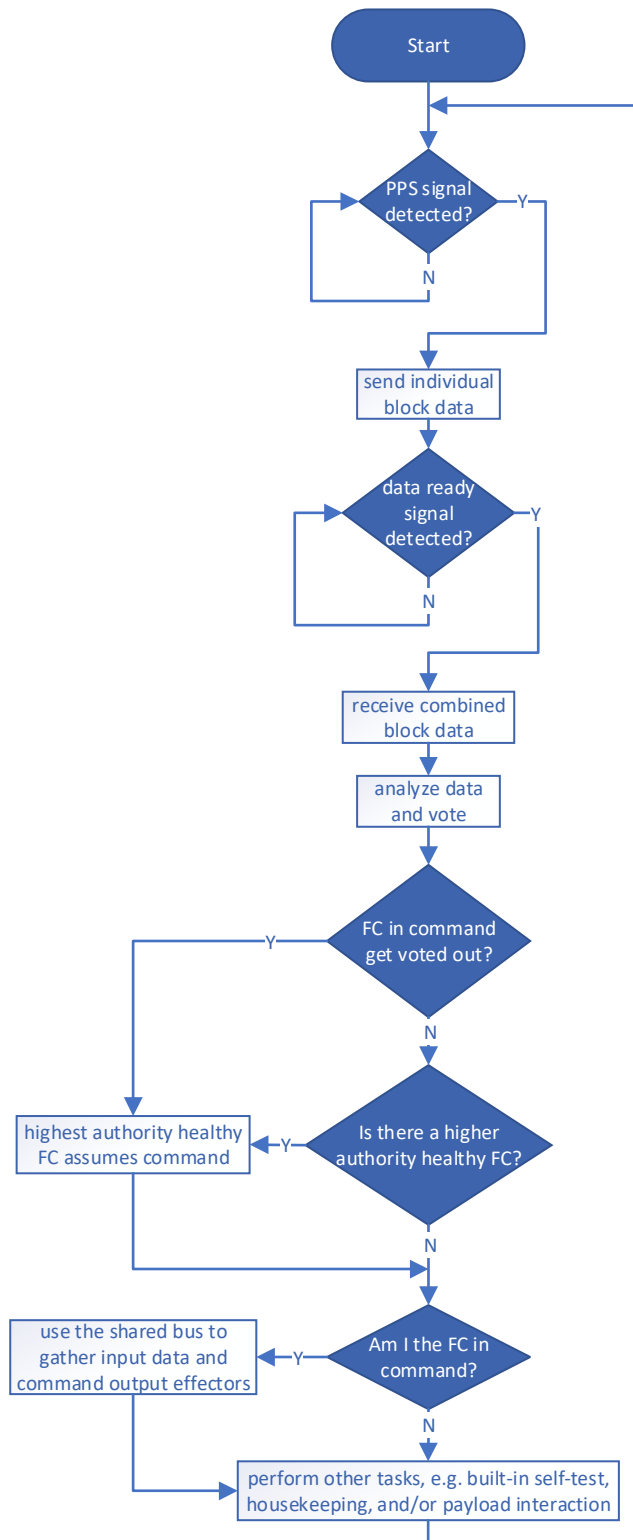 Start
PPS signal
detected?
Y
N
send individual
block data
data ready
signal
detected?
Y
N
receive combined
block data
analyze data
and vote
FC in command
get voted out?
Y
N
highest authority healthy
FC assumes command
Y
Is there a higher
authority healthy FC?
N
use the shared bus to
gather input data and
command output effectors
Y
Am I the FC in
command?
N
perform other tasks, e.g. built-in self-test,
housekeeping, and/or payload interaction